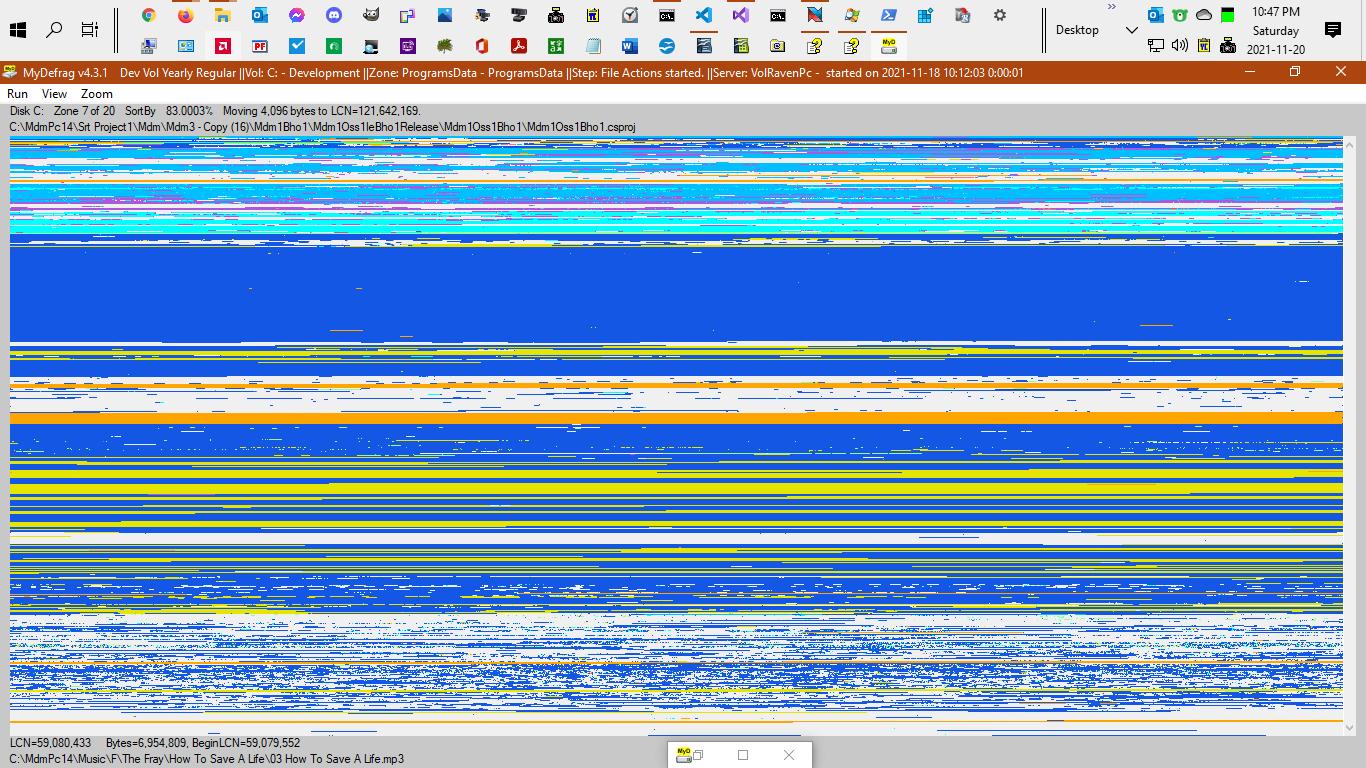 10:47 PM
Desktop
Saturday
2021-11-20
MyDefrag v4.3.1 Dev Vol Yearly Regular ||Vol: C: - Development ||Zone: ProgramsData - ProgramsData ||Step: File Actions started. ||Server: VolRavenPc - started on 2021-11-18 10:12:03 0:00:01
Run View Zoom
Disk C: Zone 7 of 20 SortBy 83.0003% Moving 4,096 bytes to LCN=121,642,169.
C:\MdmPc14\Srt Project1\Mdm\Mdm3 - Copy (16)\Mdm1Bho1\Mdm1Oss1IeBho1Release\Mdm1Oss1Bho1\Mdm1Oss1Bho1.csproj
LCN=59,080,433 Bytes=6,954,809, BeginLCN=59,079,552
C:\MdmPc14\Music\F\The Fray\How To Save A Life\03 How To Save A Life.mp3